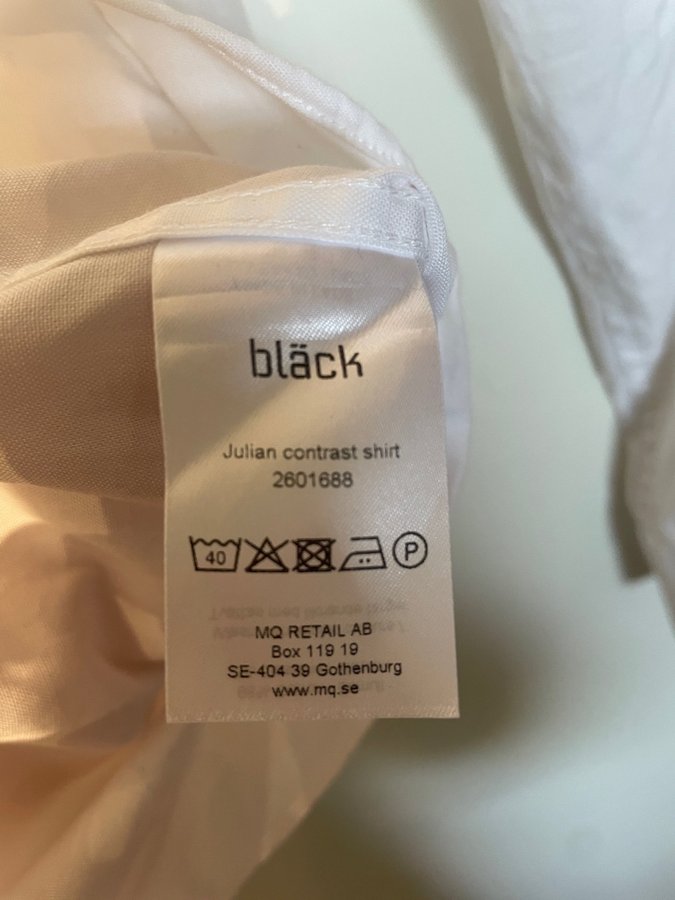 bläck
Julian contrast shirt
2601688
40 P
MQ RETAIL AB
Box 119 19
SE-404 39 Gothenburg
www.mq.se